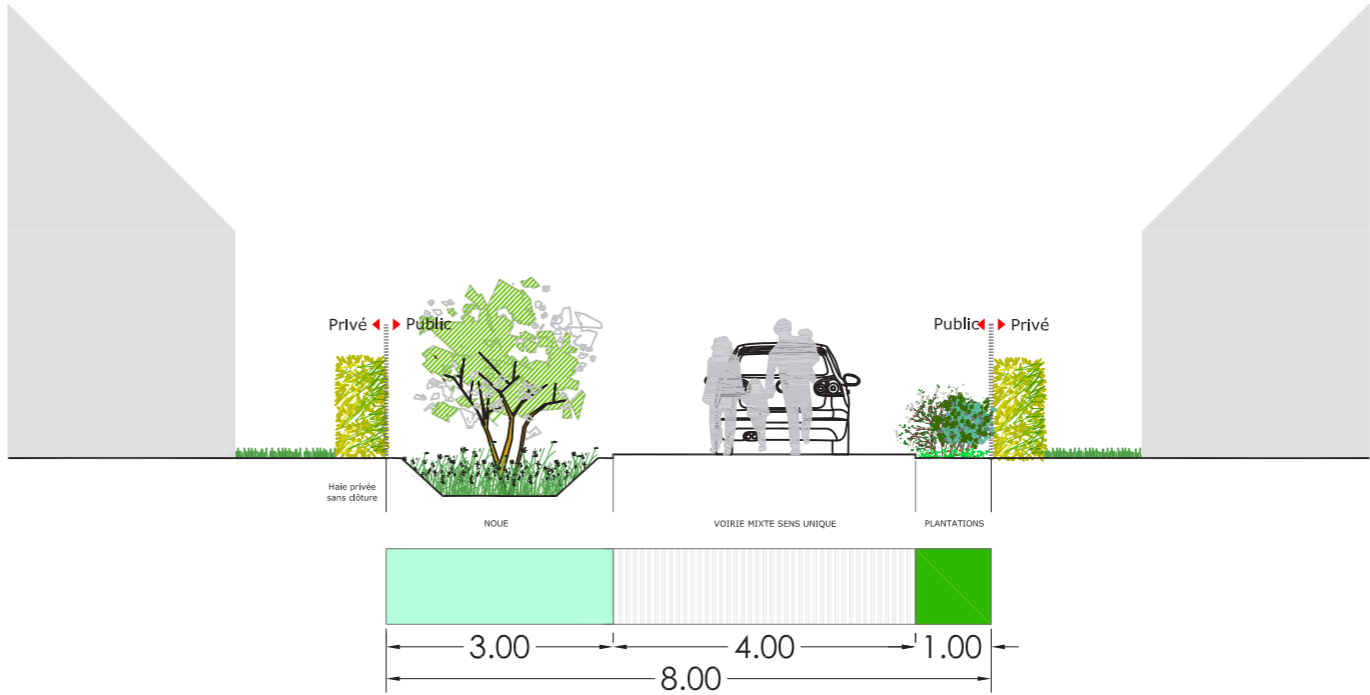 Privé Public
Public Privé
Haie privée
sans clôture
NOUE
VOIRIE MIXTE SENS UNIQUE
PLANTATIONS
3.00
4.00
1.00
8.00